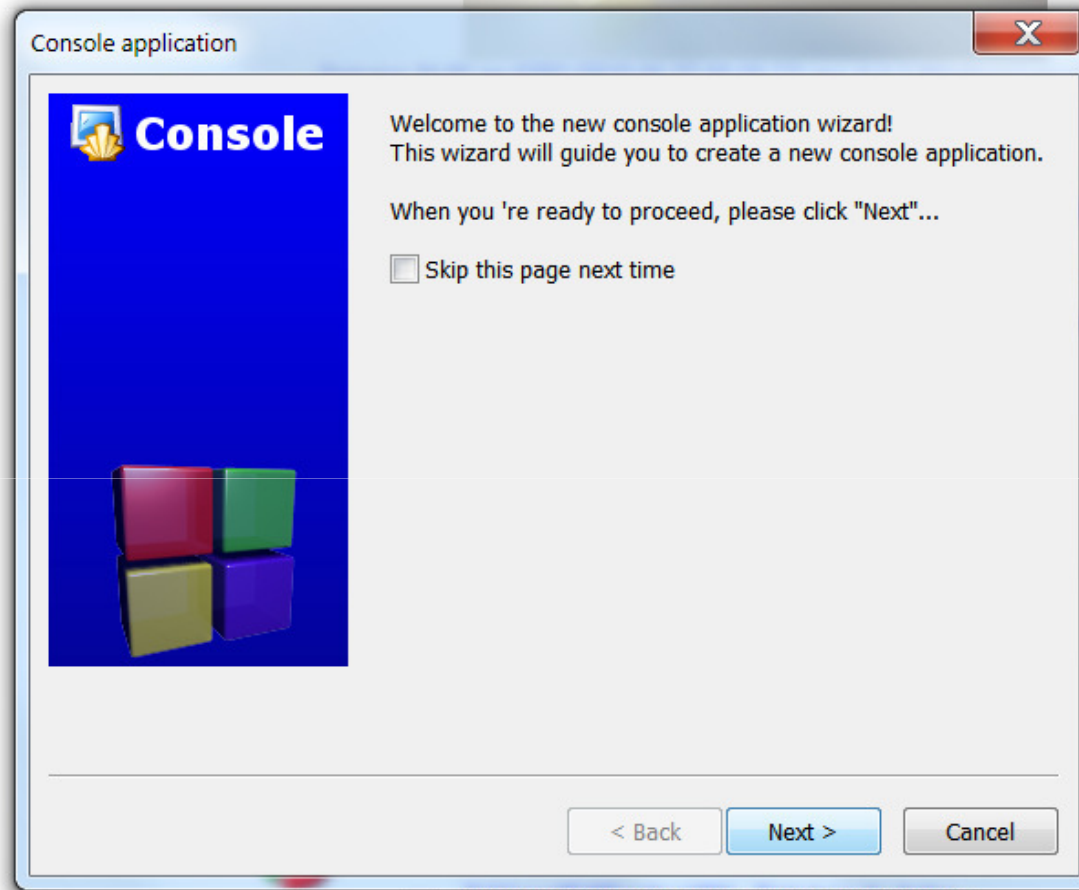 Console application
Console
Welcome to the new console application wizard!
This wizard will guide you to create a new console application.
When you 're ready to proceed, please click "Next"...
Skip this page next time
< Back
Next >
Cancel